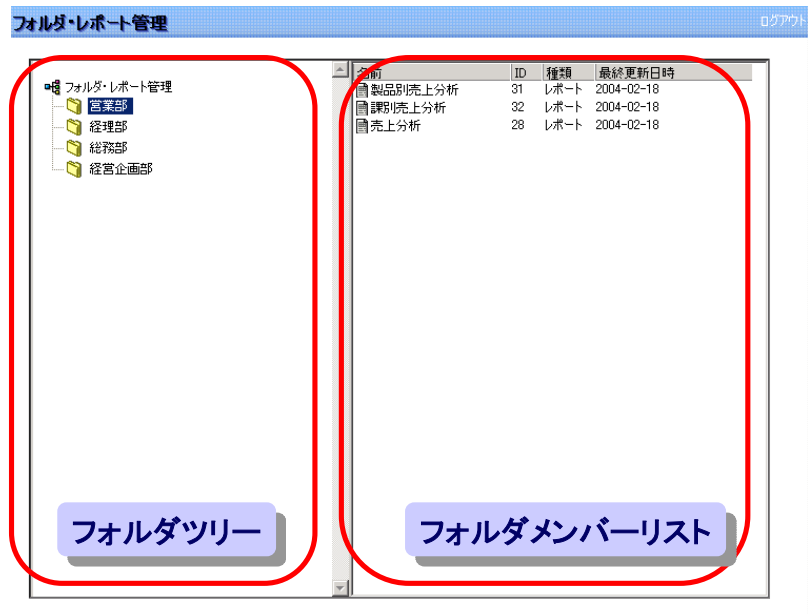 フォルダ・レポート管理
ログアウト
フォルダ・レポート管理
営業部
経理部
総務部
経営企画部
名前 ID 種類 最終更新日時
製品別売上分析 31 レポート 2004-02-18
課別売上分析 32 レポート 2004-02-18
売上分析 28 レポート 2004-02-18
フォルダツリー
フォルダメンバーリスト